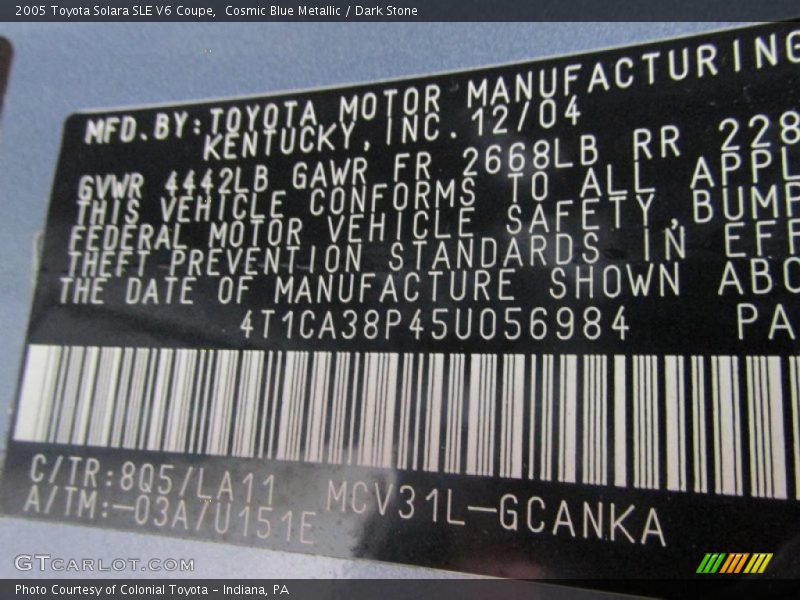 2005 Toyota Solara SLE V6 Coupe,  Cosmic Blue Metallic / Dark Stone
MFD.BY:TOYOTA MOTOR MANUFACTURING
KENTUCKY,INC.12/04
GVWR 4442LB GAWR FR 2668LB RR 228
THIS VEHICLE CONFORMS TO ALL APPL
FEDERAL MOTOR VEHICLE SAFETY,BUMP
THEFT PREVENTION STANDARDS IN EFF
THE DATE OF MANUFACTURE SHOWN ABO
4T1CA38P45U056984 PA
C/TR:8Q5/LA11 MCV31L-GCANKA
A/TM:-03A/U151E
GTCARLOT.COM
Photo Courtesy of Colonial Toyota - Indiana, PA